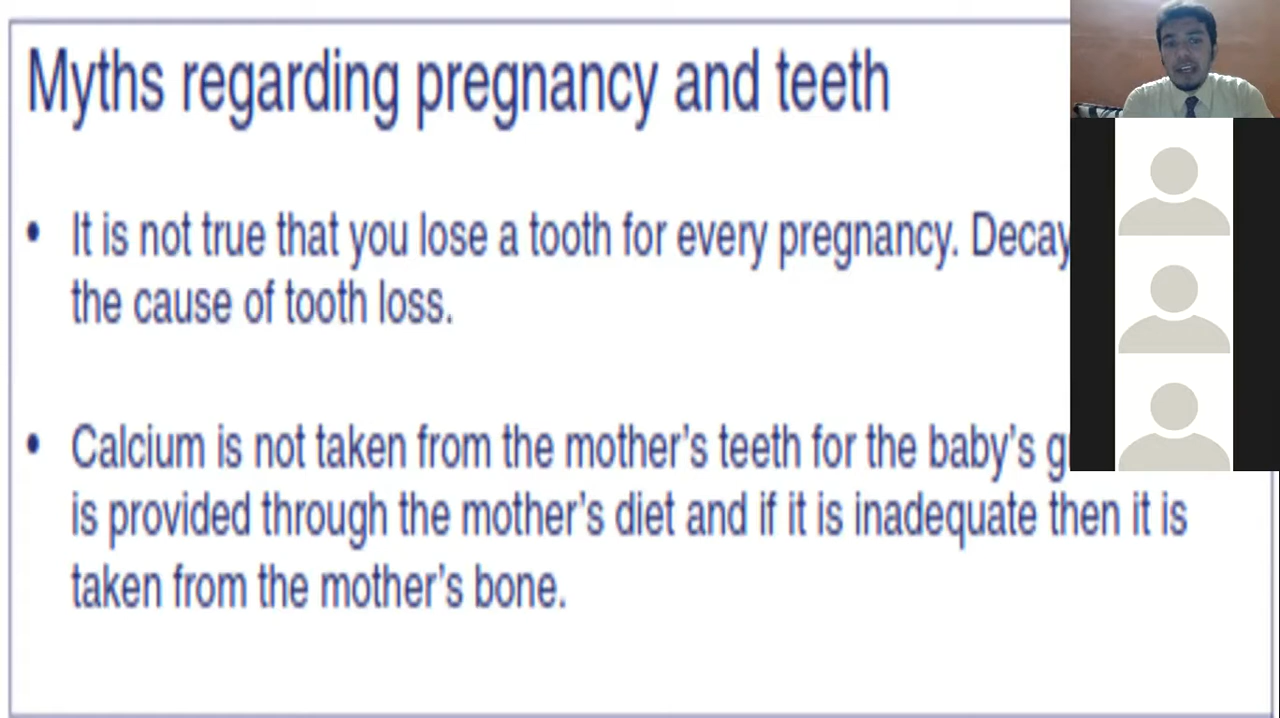 Myths regarding pregnancy and teeth
• It is not true that you lose a tooth for every pregnancy. Decay
the cause of tooth loss.
• Calcium is not taken from the mother’s teeth for the baby’s
is provided through the mother’s diet and if it is inadequate then it is
taken from the mother’s bone.